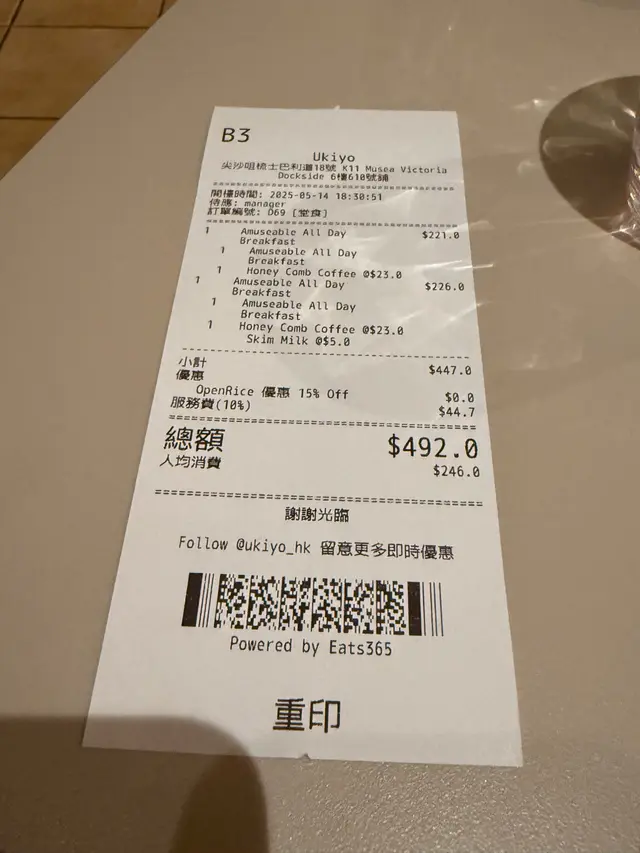 B3
Ukiyo
尖沙咀梳士巴利道18號 K11 Musea Victoria
Dockside 6樓610號鋪
開檯時間: 2025-05-14 18:30:51
侍應: manager
訂單編號: D69 [堂食]
1 Amuseable All Day $221.0
Breakfast
1 Amuseable All Day
Breakfast
1 Honey Comb Coffee @$23.0
1 Amuseable All Day $226.0
Breakfast
1 Amuseable All Day
Breakfast
1 Honey Comb Coffee @$23.0
Skim Milk @$5.0
小計 $447.0
優惠
OpenRice 優惠 15% Off $0.0
服務費(10%) $44.7
總額 $492.0
人均消費 $246.0
謝謝光臨
Follow @ukiyo_hk 留意更多即時優惠
Powered by Eats365
重印